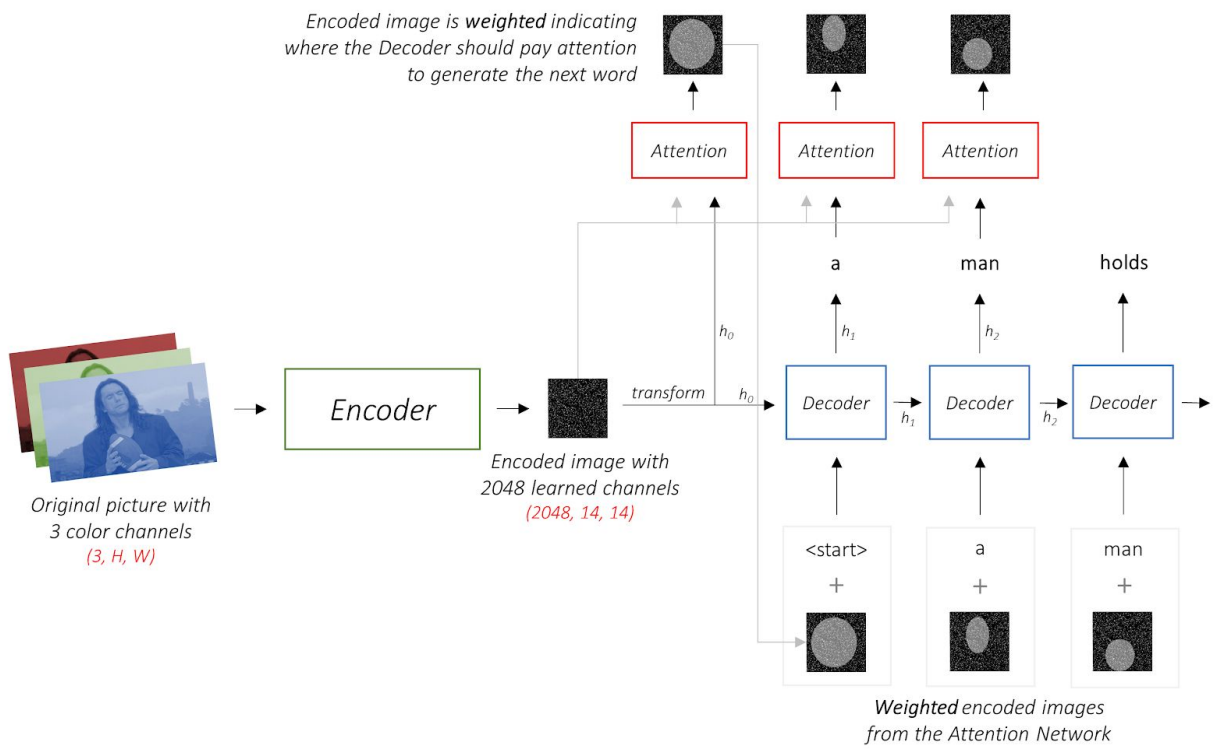 Encoded image is weighted indicating
where the Decoder should pay attention
to generate the next word
Attention
Attention
Attention
a
man
holds
h0
h1
h2
Encoder
transform
h0
Decoder
h1
Decoder
h2
Decoder
Encoded image with
2048 learned channels
(2048, 14, 14)
Original picture with
3 color channels
(3, H, W)
<start>
+
a
+
man
+
Weighted encoded images
from the Attention Network